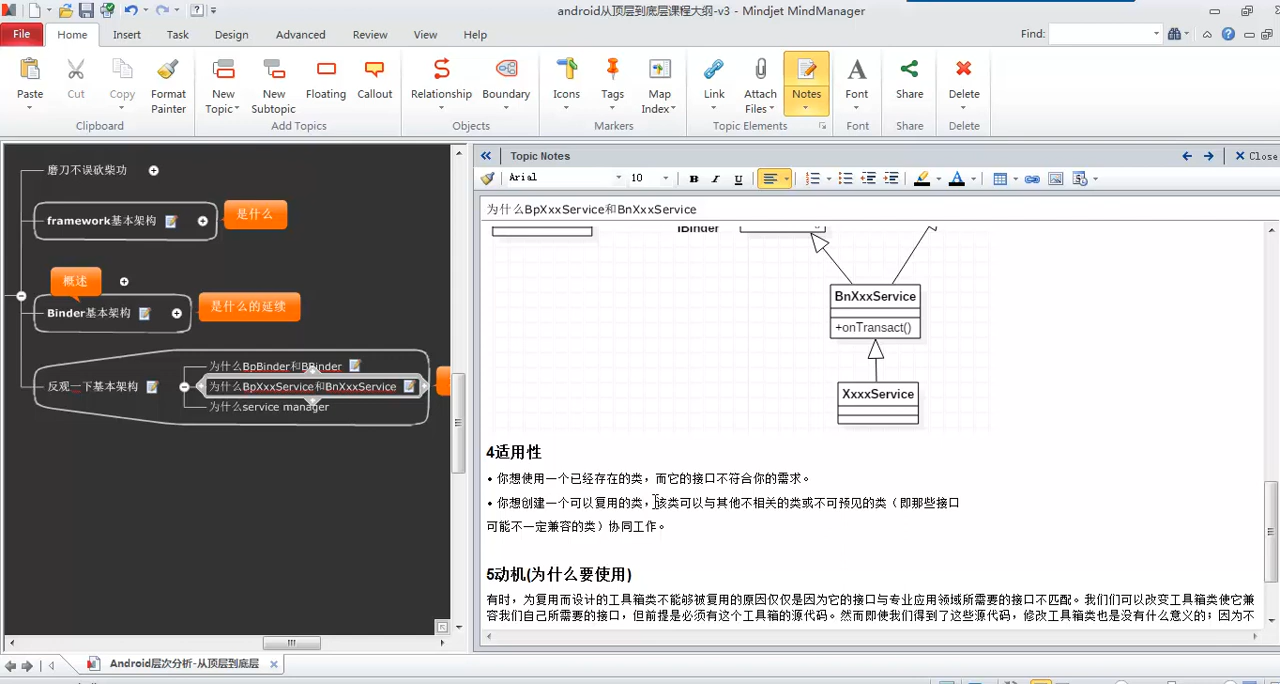 android从顶层到底层课程大纲-v3 - Mindjet MindManager
File Home Insert Task Design Advanced Review View Help Find:
Paste Cut Copy Format Painter
Clipboard
New Topic New Subtopic Floating Callout
Add Topics
Relationship Boundary
Objects
Icons Tags Map Index
Markers
Link Attach Files Notes
Topic Elements
Font
Font
Share
Share
Delete
Delete
磨刀不误砍柴功
framework基本架构
是什么
概述
Binder基本架构
是什么的延续
反观一下基本架构
为什么BpBinder和BBinder
为什么BpXxxService和BnXxxService
为什么service manager
Topic Notes
Close
Arial 10 B I U
为什么BpXxxService和BnXxxService
IBinder
BnXxxService
+onTransact()
XxxxService
4适用性
• 你想使用一个已经存在的类，而它的接口不符合你的需求。
• 你想创建一个可以复用的类，该类可以与其他不相关的类或不可预见的类（即那些接口
可能不一定兼容的类）协同工作。
5动机(为什么要使用)
有时，为复用而设计的工具箱类不能够被复用的原因仅仅是因为它的接口与专业应用领域所需要的接口不匹配。我们们可以改变工具箱类使它兼
容我们自己所需要的接口，但前提是必须有这个工具箱的源代码。然而即使我们得到了这些源代码，修改工具箱类也是没有什么意义的；因为不
Android层次分析-从顶层到底层